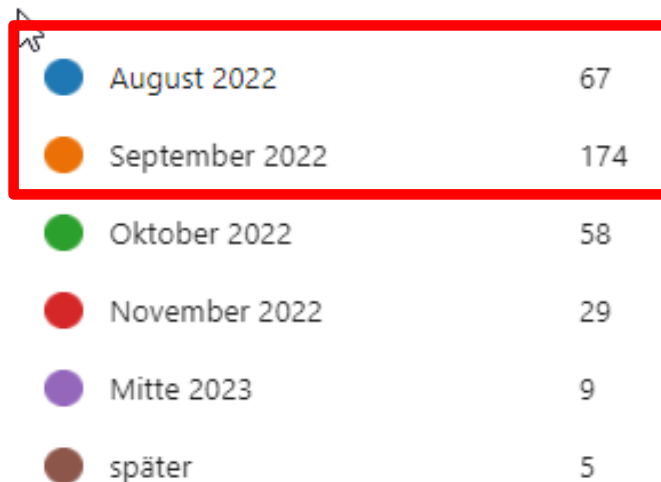 August 2022 67
September 2022 174
Oktober 2022 58
November 2022 29
Mitte 2023 9
später 5